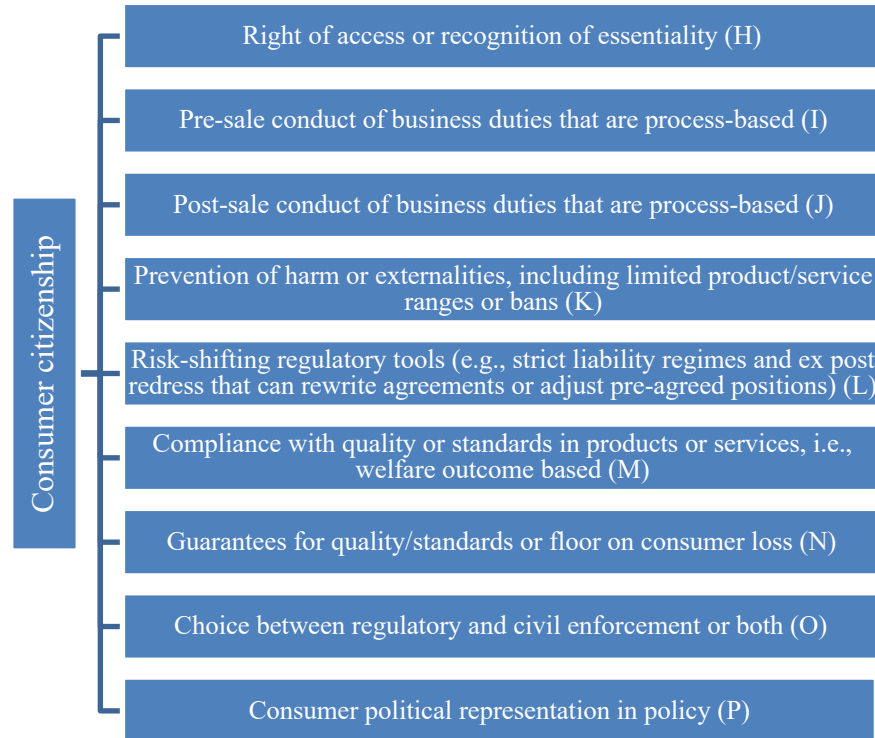 Consumer citizenship
Right of access or recognition of essentiality (H)
Pre-sale conduct of business duties that are process-based (I)
Post-sale conduct of business duties that are process-based (J)
Prevention of harm or externalities, including limited product/service
ranges or bans (K)
Risk-shifting regulatory tools (e.g., strict liability regimes and ex post
redress that can rewrite agreements or adjust pre-agreed positions) (L)
Compliance with quality or standards in products or services, i.e.,
welfare outcome based (M)
Guarantees for quality/standards or floor on consumer loss (N)
Choice between regulatory and civil enforcement or both (O)
Consumer political representation in policy (P)